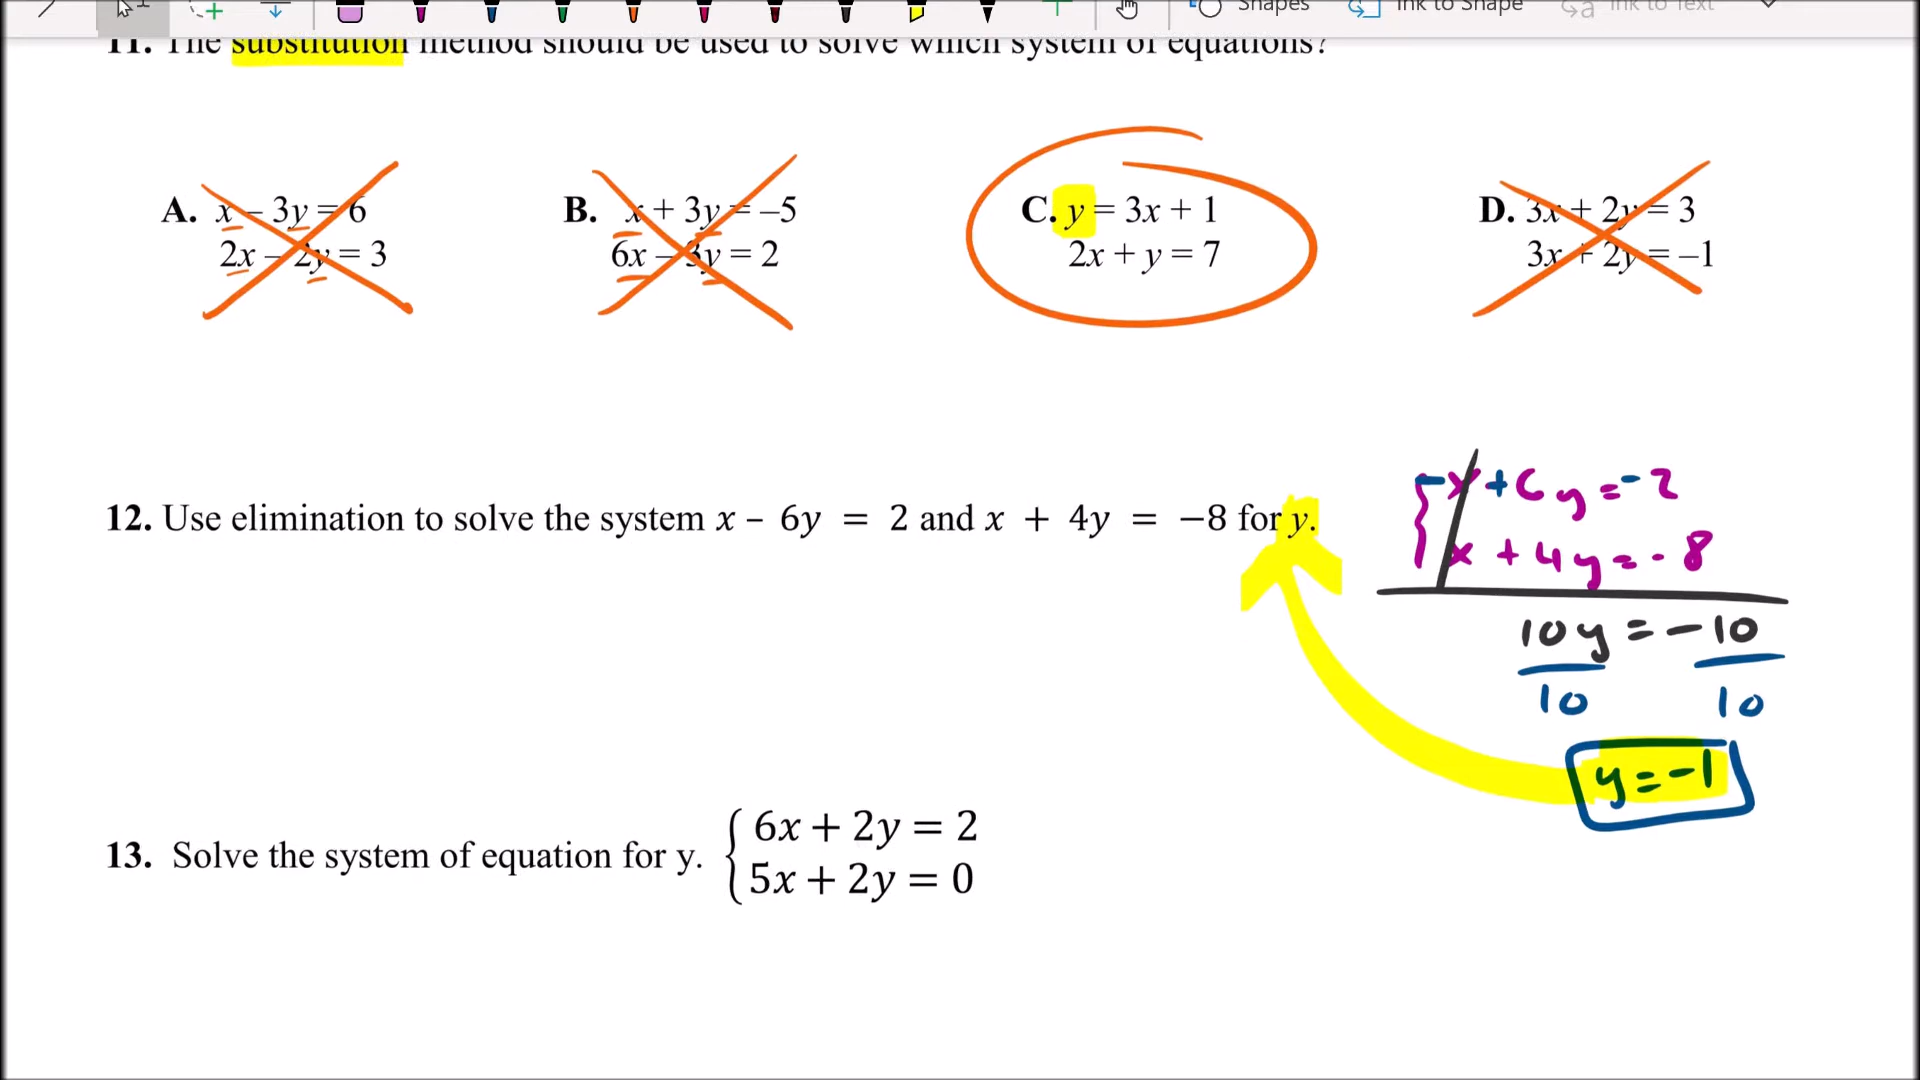 Shapes Ink to Shape Ink to Text
11. The substitution method should be used to solve which system of equations?
A. x – 3y = 6
2x – 2y = 3
B. x + 3y = –5
6x – 3y = 2
C. y = 3x + 1
2x + y = 7
D. 3x + 2y = 3
3x + 2y = –1
12. Use elimination to solve the system x – 6y = 2 and x + 4y = −8 for y.
-x+6y=-2
x+4y=-8
10y=-10
10 10
y=-1
13. Solve the system of equation for y.
6x + 2y = 2
5x + 2y = 0